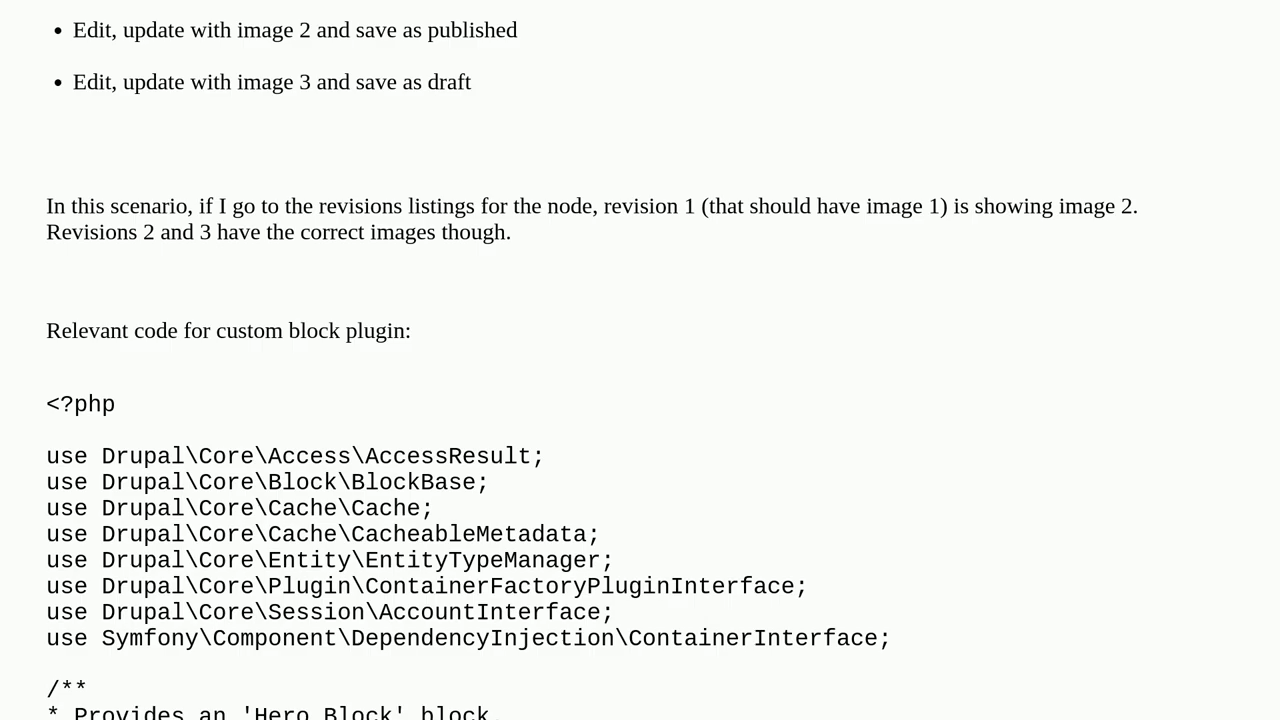 • Edit, update with image 2 and save as published
• Edit, update with image 3 and save as draft
In this scenario, if I go to the revisions listings for the node, revision 1 (that should have image 1) is showing image 2.
Revisions 2 and 3 have the correct images though.
Relevant code for custom block plugin:
<?php
use Drupal\Core\Access\AccessResult;
use Drupal\Core\Block\BlockBase;
use Drupal\Core\Cache\Cache;
use Drupal\Core\Cache\CacheableMetadata;
use Drupal\Core\Entity\EntityTypeManager;
use Drupal\Core\Plugin\ContainerFactoryPluginInterface;
use Drupal\Core\Session\AccountInterface;
use Symfony\Component\DependencyInjection\ContainerInterface;
/**
* Provides an 'Hero Block' block.